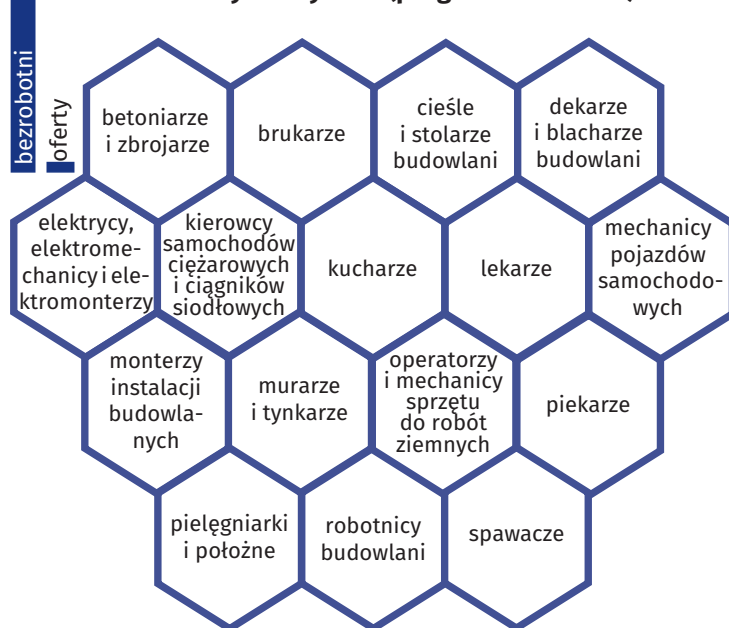 bezrobotni
oferty
betoniarze
i zbrojarze
brukarze
cieśle
i stolarze
budowlani
dekarze
i blacharze
budowlani
elektrycy,
elektrome-
chanicy i ele-
ktromonterzy
kierowcy
samochodów
ciężarowych
i ciągników
siodłowych
kucharze
lekarze
mechanicy
pojazdów
samochodo-
wych
monterzy
instalacji
budowla-
nych
murarze
i tynkarze
operatorzy
i mechanicy
sprzętu
do robót
ziemnych
piekarze
pielęgniarki
i położne
robotnicy
budowlani
spawacze